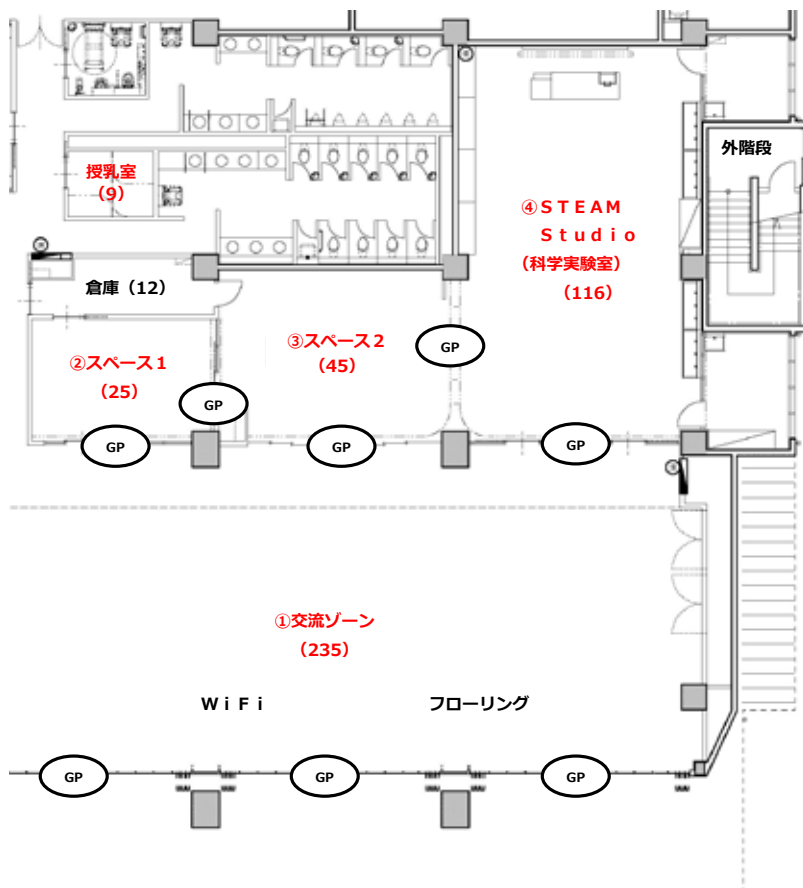 外階段
授乳室
（9）
④ＳＴＥＡＭ
Ｓｔｕｄｉｏ
（科学実験室）
（116）
倉庫（12）
③スペース２
（45）
GP
②スペース１
（25）
GP
GP
GP
GP
①交流ゾーン
（235）
ＷｉＦｉ
フローリング
GP
GP
GP